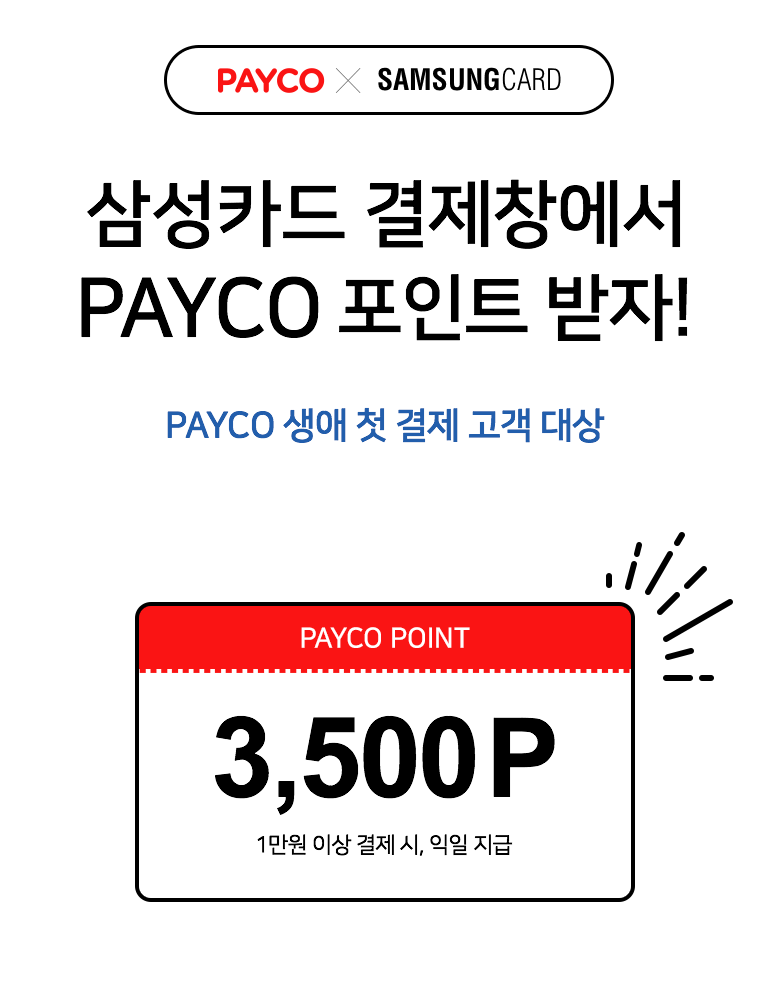 PAYCO × SAMSUNGCARD
삼성카드 결제창에서
PAYCO 포인트 받자!
PAYCO 생애 첫 결제 고객 대상
PAYCO POINT
3,500P
1만원 이상 결제 시, 익일 지급